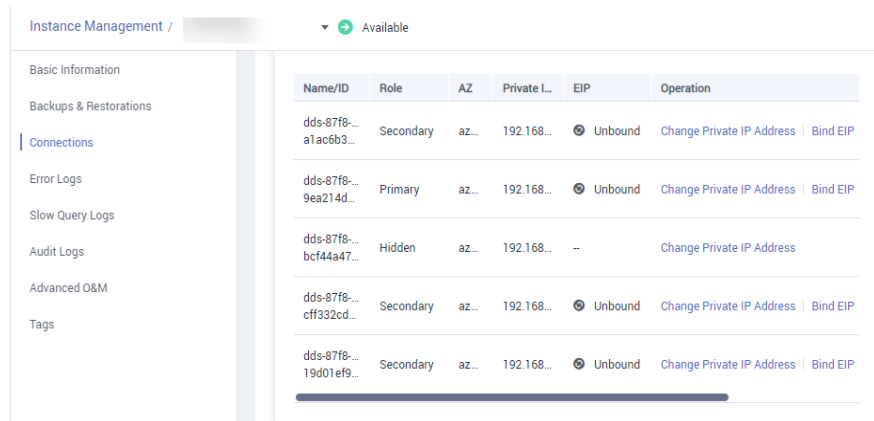 Instance Management /
Available
Basic Information
Backups & Restorations
Connections
Error Logs
Slow Query Logs
Audit Logs
Advanced O&M
Tags
Name/ID Role AZ Private I... EIP Operation
dds-87f8-...
a1ac6b3... Secondary az... 192.168... Unbound Change Private IP Address Bind EIP
dds-87f8-...
9ea214d... Primary az... 192.168... Unbound Change Private IP Address Bind EIP
dds-87f8-...
bcf44a47... Hidden az... 192.168... -- Change Private IP Address
dds-87f8-...
cff332cd... Secondary az... 192.168... Unbound Change Private IP Address Bind EIP
dds-87f8-...
19d01ef9... Secondary az... 192.168... Unbound Change Private IP Address Bind EIP